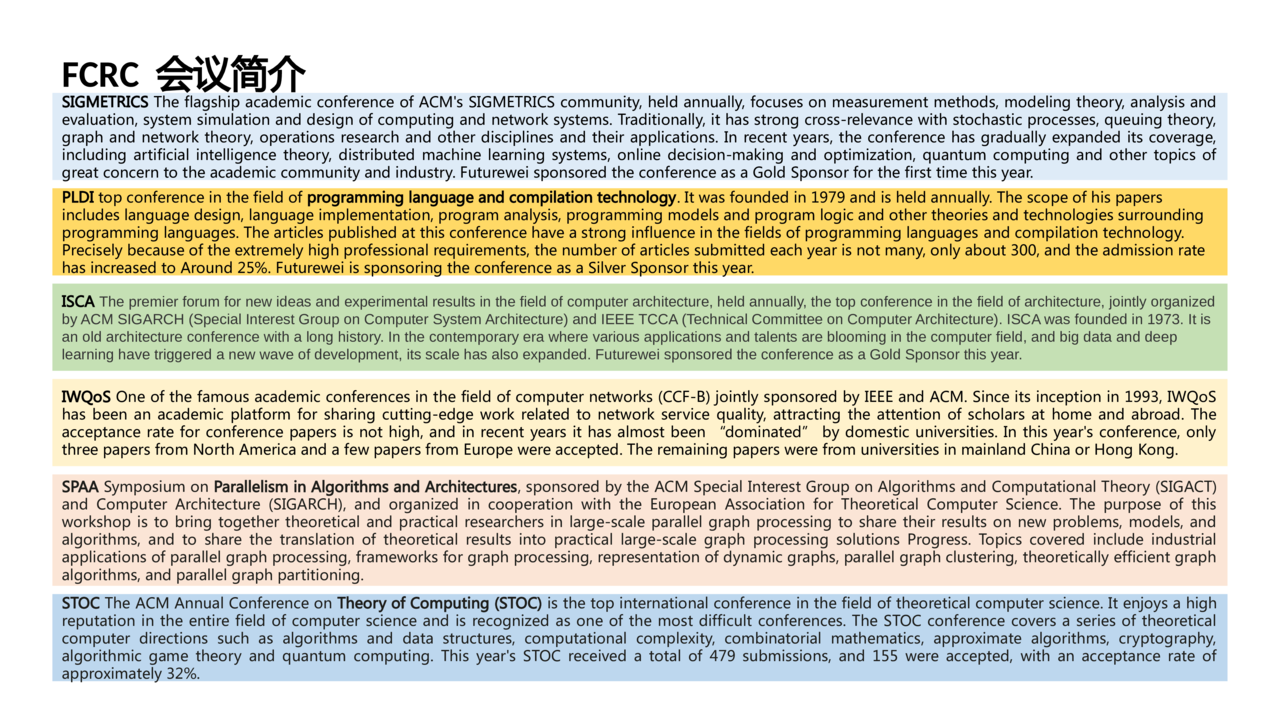 FCRC 会议简介
SIGMETRICS The flagship academic conference of ACM's SIGMETRICS community, held annually, focuses on measurement methods, modeling theory, analysis and
evaluation, system simulation and design of computing and network systems. Traditionally, it has strong cross-relevance with stochastic processes, queuing theory,
graph and network theory, operations research and other disciplines and their applications. In recent years, the conference has gradually expanded its coverage,
including artificial intelligence theory, distributed machine learning systems, online decision-making and optimization, quantum computing and other topics of
great concern to the academic community and industry. Futurewei sponsored the conference as a Gold Sponsor for the first time this year.
PLDI top conference in the field of programming language and compilation technology. It was founded in 1979 and is held annually. The scope of his papers
includes language design, language implementation, program analysis, programming models and program logic and other theories and technologies surrounding
programming languages. The articles published at this conference have a strong influence in the fields of programming languages and compilation technology.
Precisely because of the extremely high professional requirements, the number of articles submitted each year is not many, only about 300, and the admission rate
has increased to Around 25%. Futurewei is sponsoring the conference as a Silver Sponsor this year.
ISCA The premier forum for new ideas and experimental results in the field of computer architecture, held annually, the top conference in the field of architecture, jointly organized
by ACM SIGARCH (Special Interest Group on Computer System Architecture) and IEEE TCCA (Technical Committee on Computer Architecture). ISCA was founded in 1973. It is
an old architecture conference with a long history. In the contemporary era where various applications and talents are blooming in the computer field, and big data and deep
learning have triggered a new wave of development, its scale has also expanded. Futurewei sponsored the conference as a Gold Sponsor this year.
IWQoS One of the famous academic conferences in the field of computer networks (CCF-B) jointly sponsored by IEEE and ACM. Since its inception in 1993, IWQoS
has been an academic platform for sharing cutting-edge work related to network service quality, attracting the attention of scholars at home and abroad. The
acceptance rate for conference papers is not high, and in recent years it has almost been “dominated” by domestic universities. In this year's conference, only
three papers from North America and a few papers from Europe were accepted. The remaining papers were from universities in mainland China or Hong Kong.
SPAA Symposium on Parallelism in Algorithms and Architectures, sponsored by the ACM Special Interest Group on Algorithms and Computational Theory (SIGACT)
and Computer Architecture (SIGARCH), and organized in cooperation with the European Association for Theoretical Computer Science. The purpose of this
workshop is to bring together theoretical and practical researchers in large-scale parallel graph processing to share their results on new problems, models, and
algorithms, and to share the translation of theoretical results into practical large-scale graph processing solutions Progress. Topics covered include industrial
applications of parallel graph processing, frameworks for graph processing, representation of dynamic graphs, parallel graph clustering, theoretically efficient graph
algorithms, and parallel graph partitioning.
STOC The ACM Annual Conference on Theory of Computing (STOC) is the top international conference in the field of theoretical computer science. It enjoys a high
reputation in the entire field of computer science and is recognized as one of the most difficult conferences. The STOC conference covers a series of theoretical
computer directions such as algorithms and data structures, computational complexity, combinatorial mathematics, approximate algorithms, cryptography,
algorithmic game theory and quantum computing. This year's STOC received a total of 479 submissions, and 155 were accepted, with an acceptance rate of
approximately 32%.